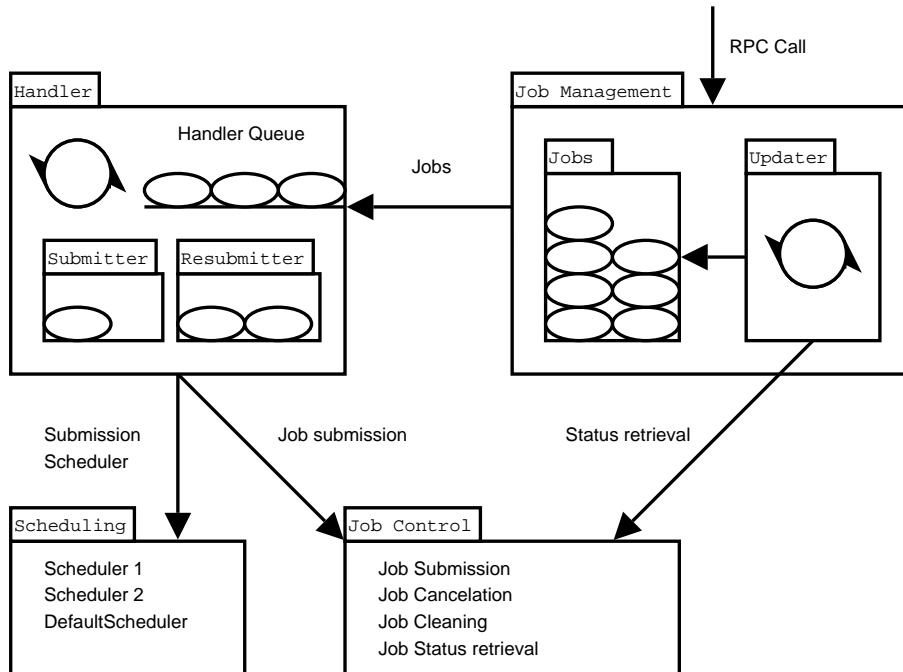 RPC Call
Handler
Job Management
Handler Queue
Jobs
Jobs
Updater
Submitter
Resubmitter
Submission
Scheduler
Job submission
Status retrieval
Scheduling
Job Control
Scheduler 1
Scheduler 2
DefaultScheduler
Job Submission
Job Cancelation
Job Cleaning
Job Status retrieval